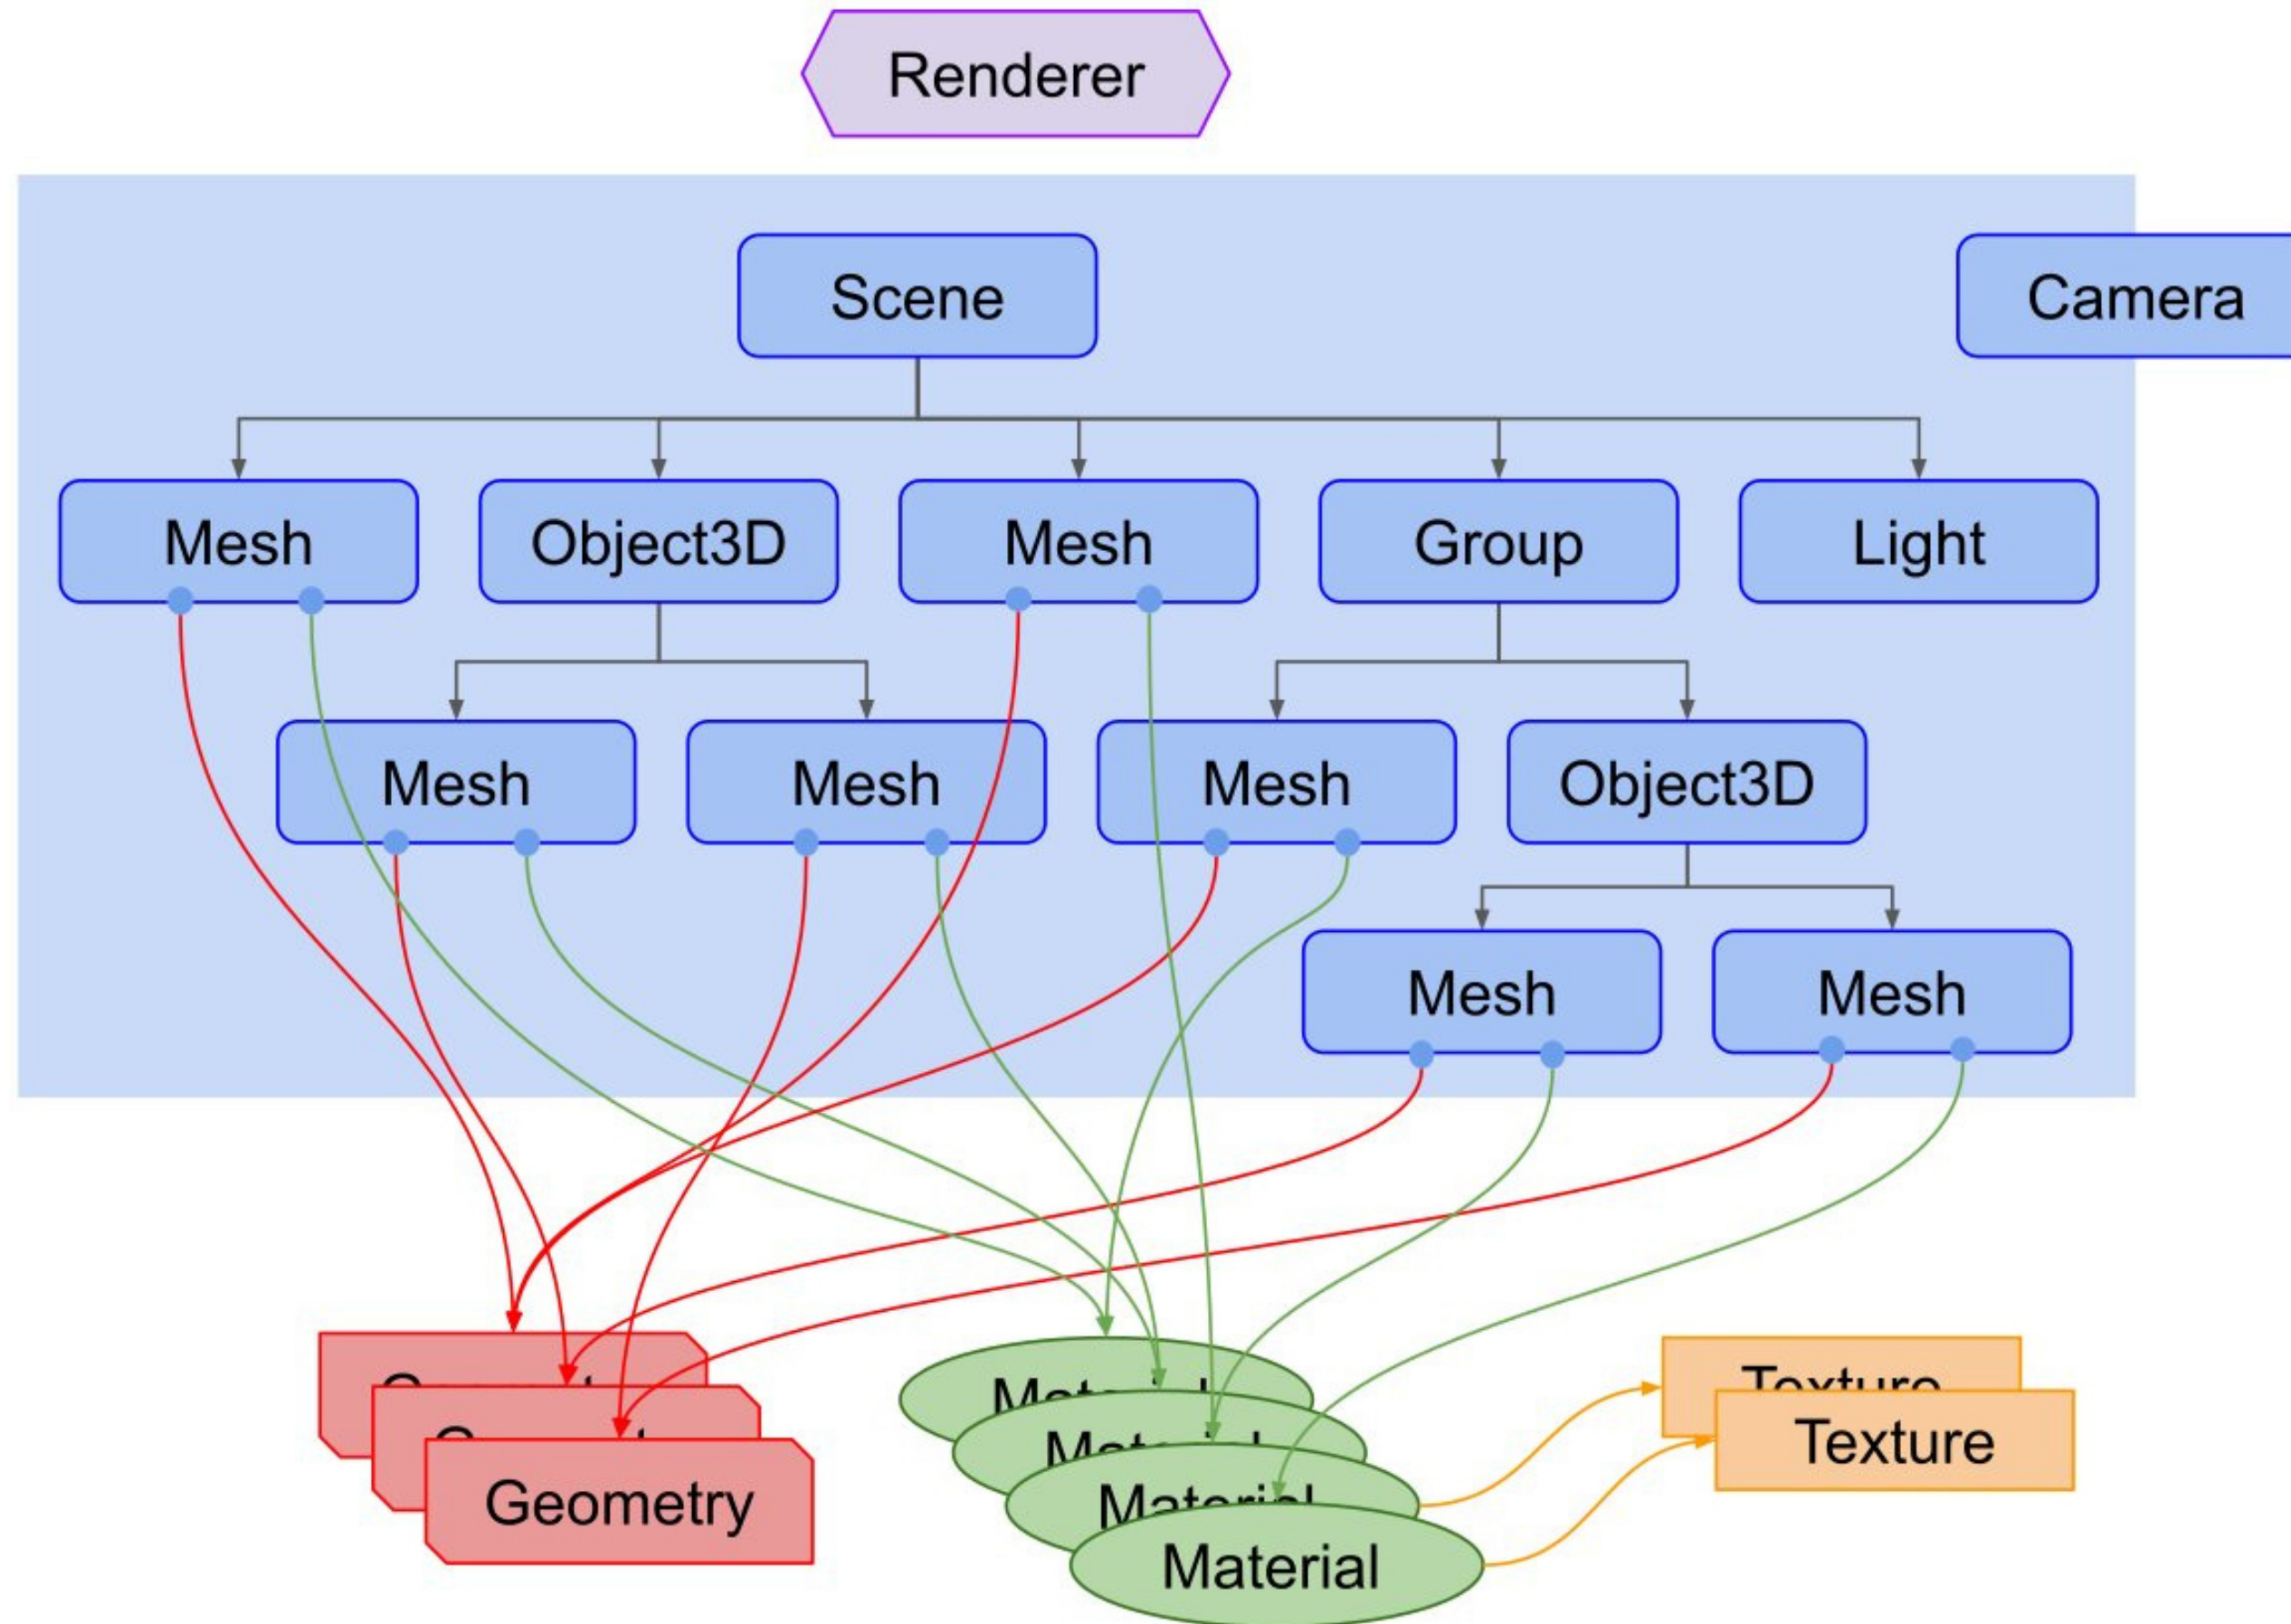 Renderer
Scene
Camera
Mesh
Object3D
Mesh
Group
Light
Mesh
Mesh
Mesh
Object3D
Mesh
Mesh
Geometry
Material
Material
Texture
Texture